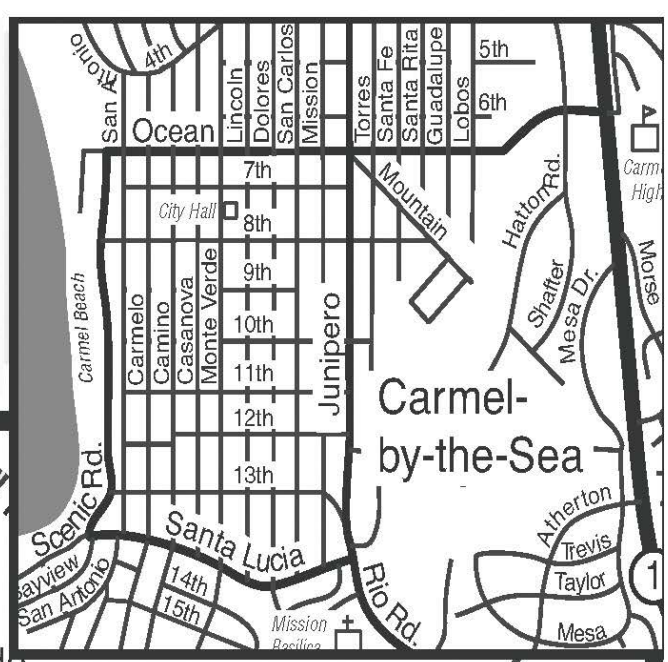 San Antonio
4th
Ocean
Lincoln
Dolores
San Carlos
Mission
Torres
Santa Fe
Santa Rita
Guadalupe
Lobos
5th
6th
7th
City Hall
8th
Mountain
Hatton Rd.
Shafter
Mesa Dr.
Morse
Carmel Beach
Carmelo
Camino
Casanova
Monte Verde
9th
10th
11th
12th
13th
Junipero
Carmel-
by-the-Sea
Scenic Rd.
Santa Lucia
Bayview
San Antonio
14th
15th
Mission
Basilica
Rio Rd.
Atherton
Trevis
Taylor
Mesa
1